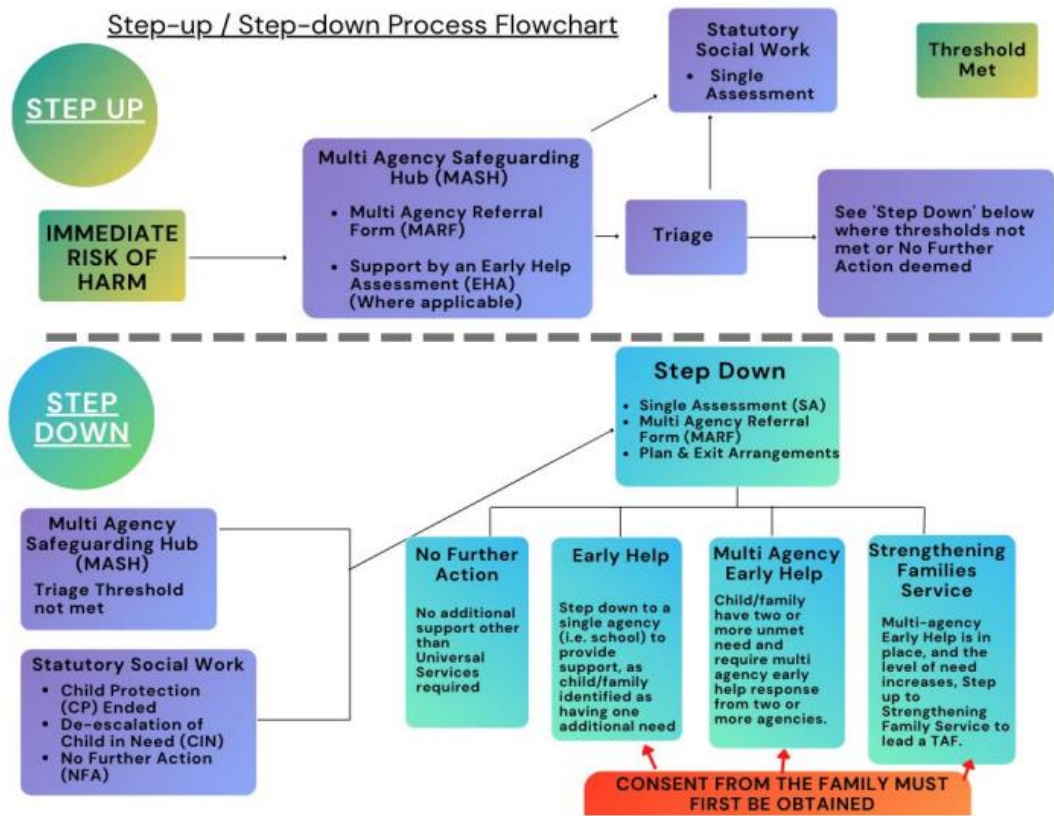 Step-up / Step-down Process Flowchart
STEP UP
Statutory
Social Work
• Single
Assessment
Threshold
Met
IMMEDIATE
RISK OF
HARM
Multi Agency Safeguarding
Hub (MASH)
• Multi Agency Referral
Form (MARF)
• Support by an Early Help
Assessment (EHA)
(Where applicable)
Triage
See 'Step Down' below
where thresholds not
met or No Further
Action deemed
STEP
DOWN
Step Down
• Single Assessment (SA)
• Multi Agency Referral
Form (MARF)
• Plan & Exit Arrangements
Multi Agency
Safeguarding Hub
(MASH)
Triage Threshold
not met
Statutory Social Work
• Child Protection
(CP) Ended
• De-escalation of
Child in Need (CIN)
• No Further Action
(NFA)
No Further
Action
No additional
support other
than
Universal
Services
required
Early Help
Step down to a
single agency
(i.e. school) to
provide
support, as
child/family
identified as
having one
additional need
Multi Agency
Early Help
Child/family
have two or
more unmet
need and
require multi
agency early
help response
from two or
more agencies.
Strengthening
Families
Service
Multi-agency
Early Help is in
place, and the
level of need
increases, Step
up to
Strengthening
Family Service to
lead a TAF.
CONSENT FROM THE FAMILY MUST
FIRST BE OBTAINED